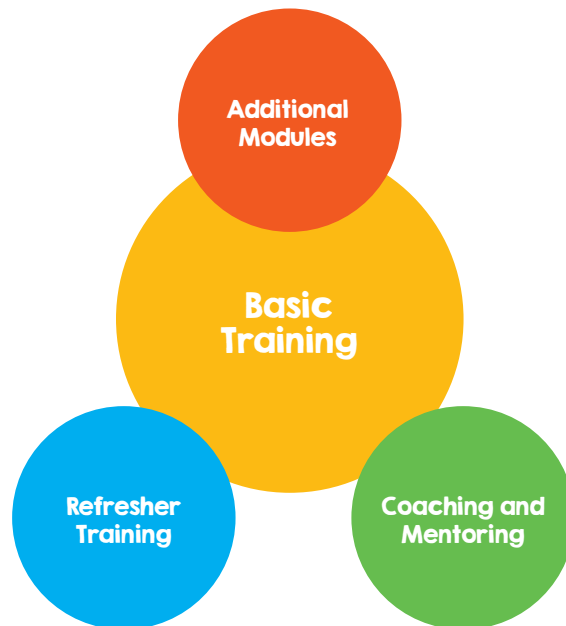 Additional
Modules
Basic
Training
Refresher
Training
Coaching and
Mentoring